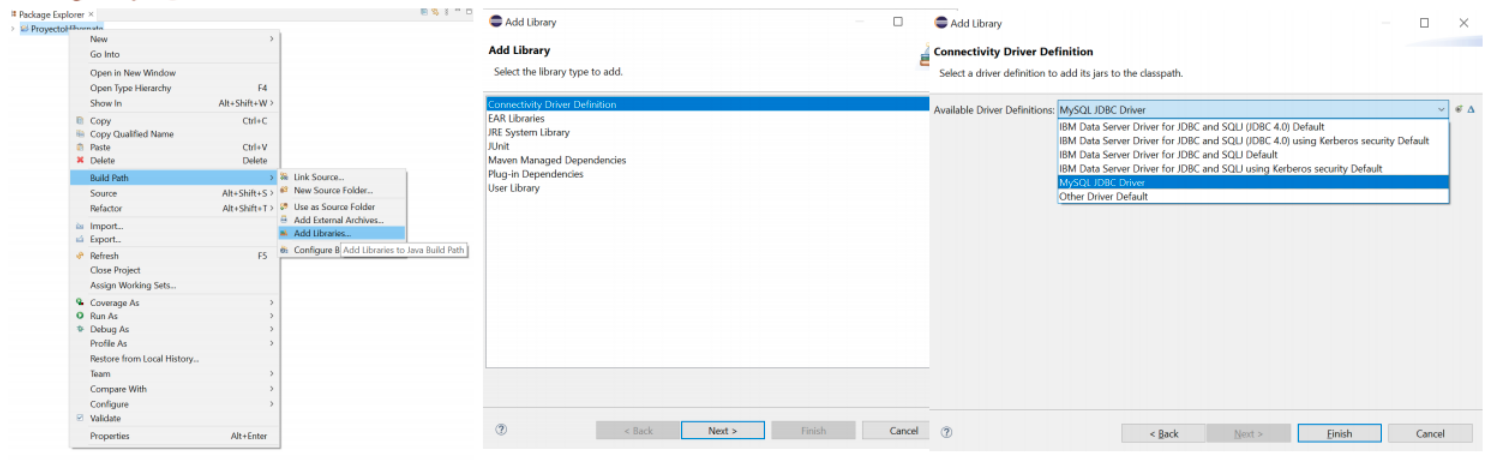 Package Explorer ×
ProyectoHibernate
New
Go Into
Open in New Window
Open Type Hierarchy F4
Show In Alt+Shift+W >
Copy Ctrl+C
Copy Qualified Name
Paste Ctrl+V
Delete Delete
Build Path >
Source Alt+Shift+S >
Refactor Alt+Shift+T >
Import...
Export...
Refresh F5
Close Project
Assign Working Sets...
Coverage As >
Run As >
Debug As >
Profile As >
Restore from Local History...
Team >
Compare With >
Configure >
Validate
Properties Alt+Enter
Link Source...
New Source Folder...
Use as Source Folder
Add External Archives...
Add Libraries...
Configure B
Add Libraries to Java Build Path
Add Library
Add Library
Select the library type to add.
Connectivity Driver Definition
EAR Libraries
JRE System Library
JUnit
Maven Managed Dependencies
Plug-in Dependencies
User Library
< Back Next > Finish Cancel
Add Library
Connectivity Driver Definition
Select a driver definition to add its jars to the classpath.
Available Driver Definitions: MySQL JDBC Driver
IBM Data Server Driver for JDBC and SQLJ (JDBC 4.0) Default
IBM Data Server Driver for JDBC and SQLJ (JDBC 4.0) using Kerberos security Default
IBM Data Server Driver for JDBC and SQLJ Default
IBM Data Server Driver for JDBC and SQLJ using Kerberos security Default
MySQL JDBC Driver
Other Driver Default
< Back Next > Finish Cancel